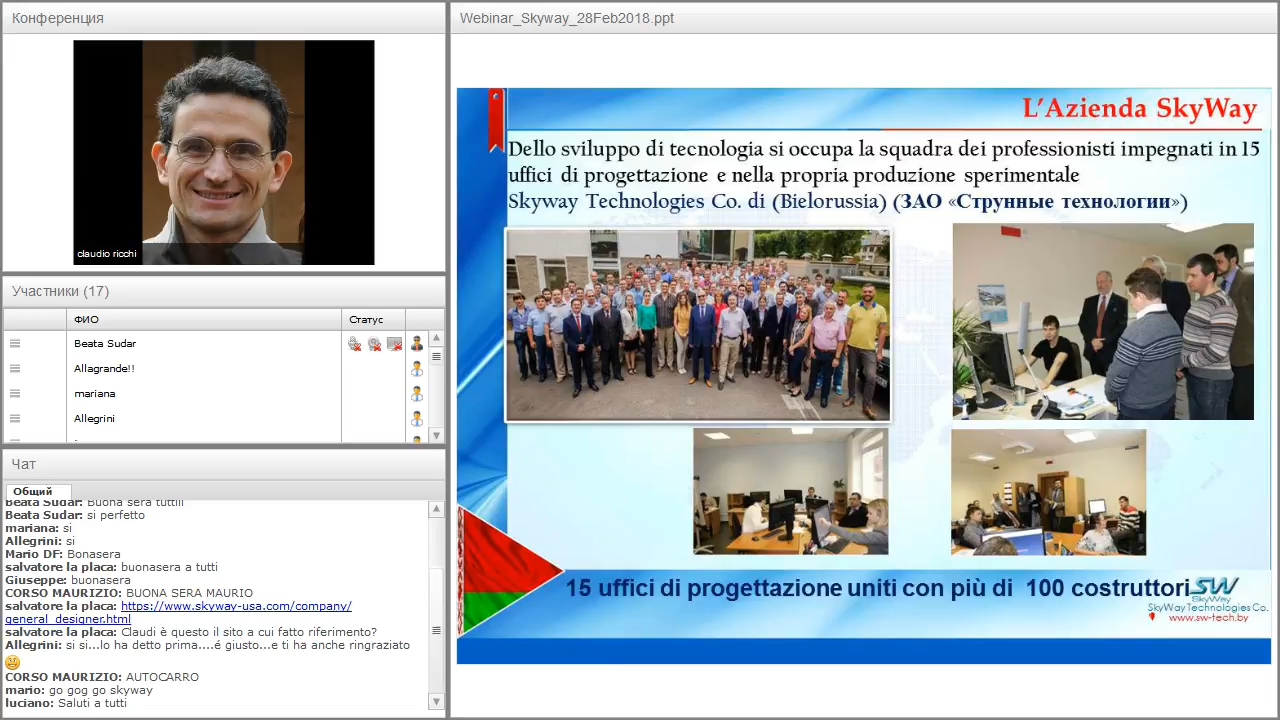 Конференция
claudio ricchi
Участники (17)
ФИО
Статус
Beata Sudar
Allagrande!!
mariana
Allegrini
Чат
Общий
Beata Sudar: Buona sera tuttiii
Beata Sudar: si perfetto
mariana: si
Allegrini: si
Mario DF: Bonasera
salvatore la placa: buonasera a tutti
Giuseppe: buonasera
CORSO MAURIZIO: BUONA SERA MAURIO
salvatore la placa: https://www.skyway-usa.com/company/
general_designer.html
salvatore la placa: Claudi è questo il sito a cui fatto riferimento?
Allegrini: si si...lo ha detto prima....é giusto...e ti ha anche ringraziato
CORSO MAURIZIO: AUTOCARRO
mario: go gog go skyway
luciano: Saluti a tutti
Webinar_Skyway_28Feb2018.ppt
L'Azienda SkyWay
Dello sviluppo di tecnologia si occupa la squadra dei professionisti impegnati in 15
uffici di progettazione e nella propria produzione sperimentale
Skyway Technologies Co. di (Bielorussia) (ЗАО «Струнные технологии»)
15 uffici di progettazione uniti con più di 100 costruttori
SW
SkyWay
SkyWay Technologies Co.
www.sw-tech.by